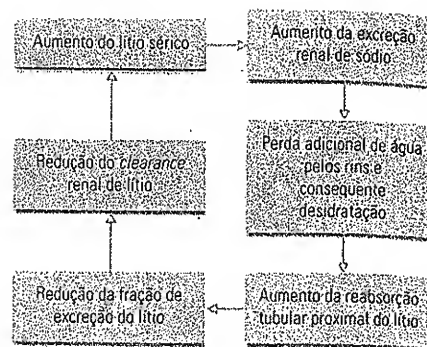 Aumento do lítio sérico
Aumento da excreção
renal de sódio
Perda adicional de água
pelos rins e
consequente
desidratação
Redução do clearance
renal de lítio
Redução da fração de
excreção do lítio
Aumento da reabsorção
tubular proximal do lítio